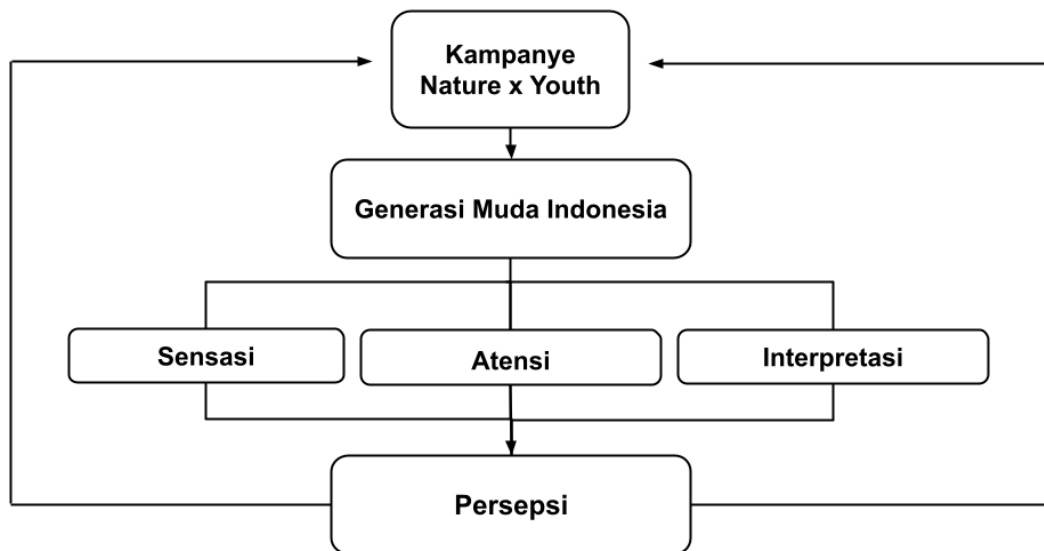 Kampanye
Nature x Youth
Generasi Muda Indonesia
Sensasi
Atensi
Interpretasi
Persepsi